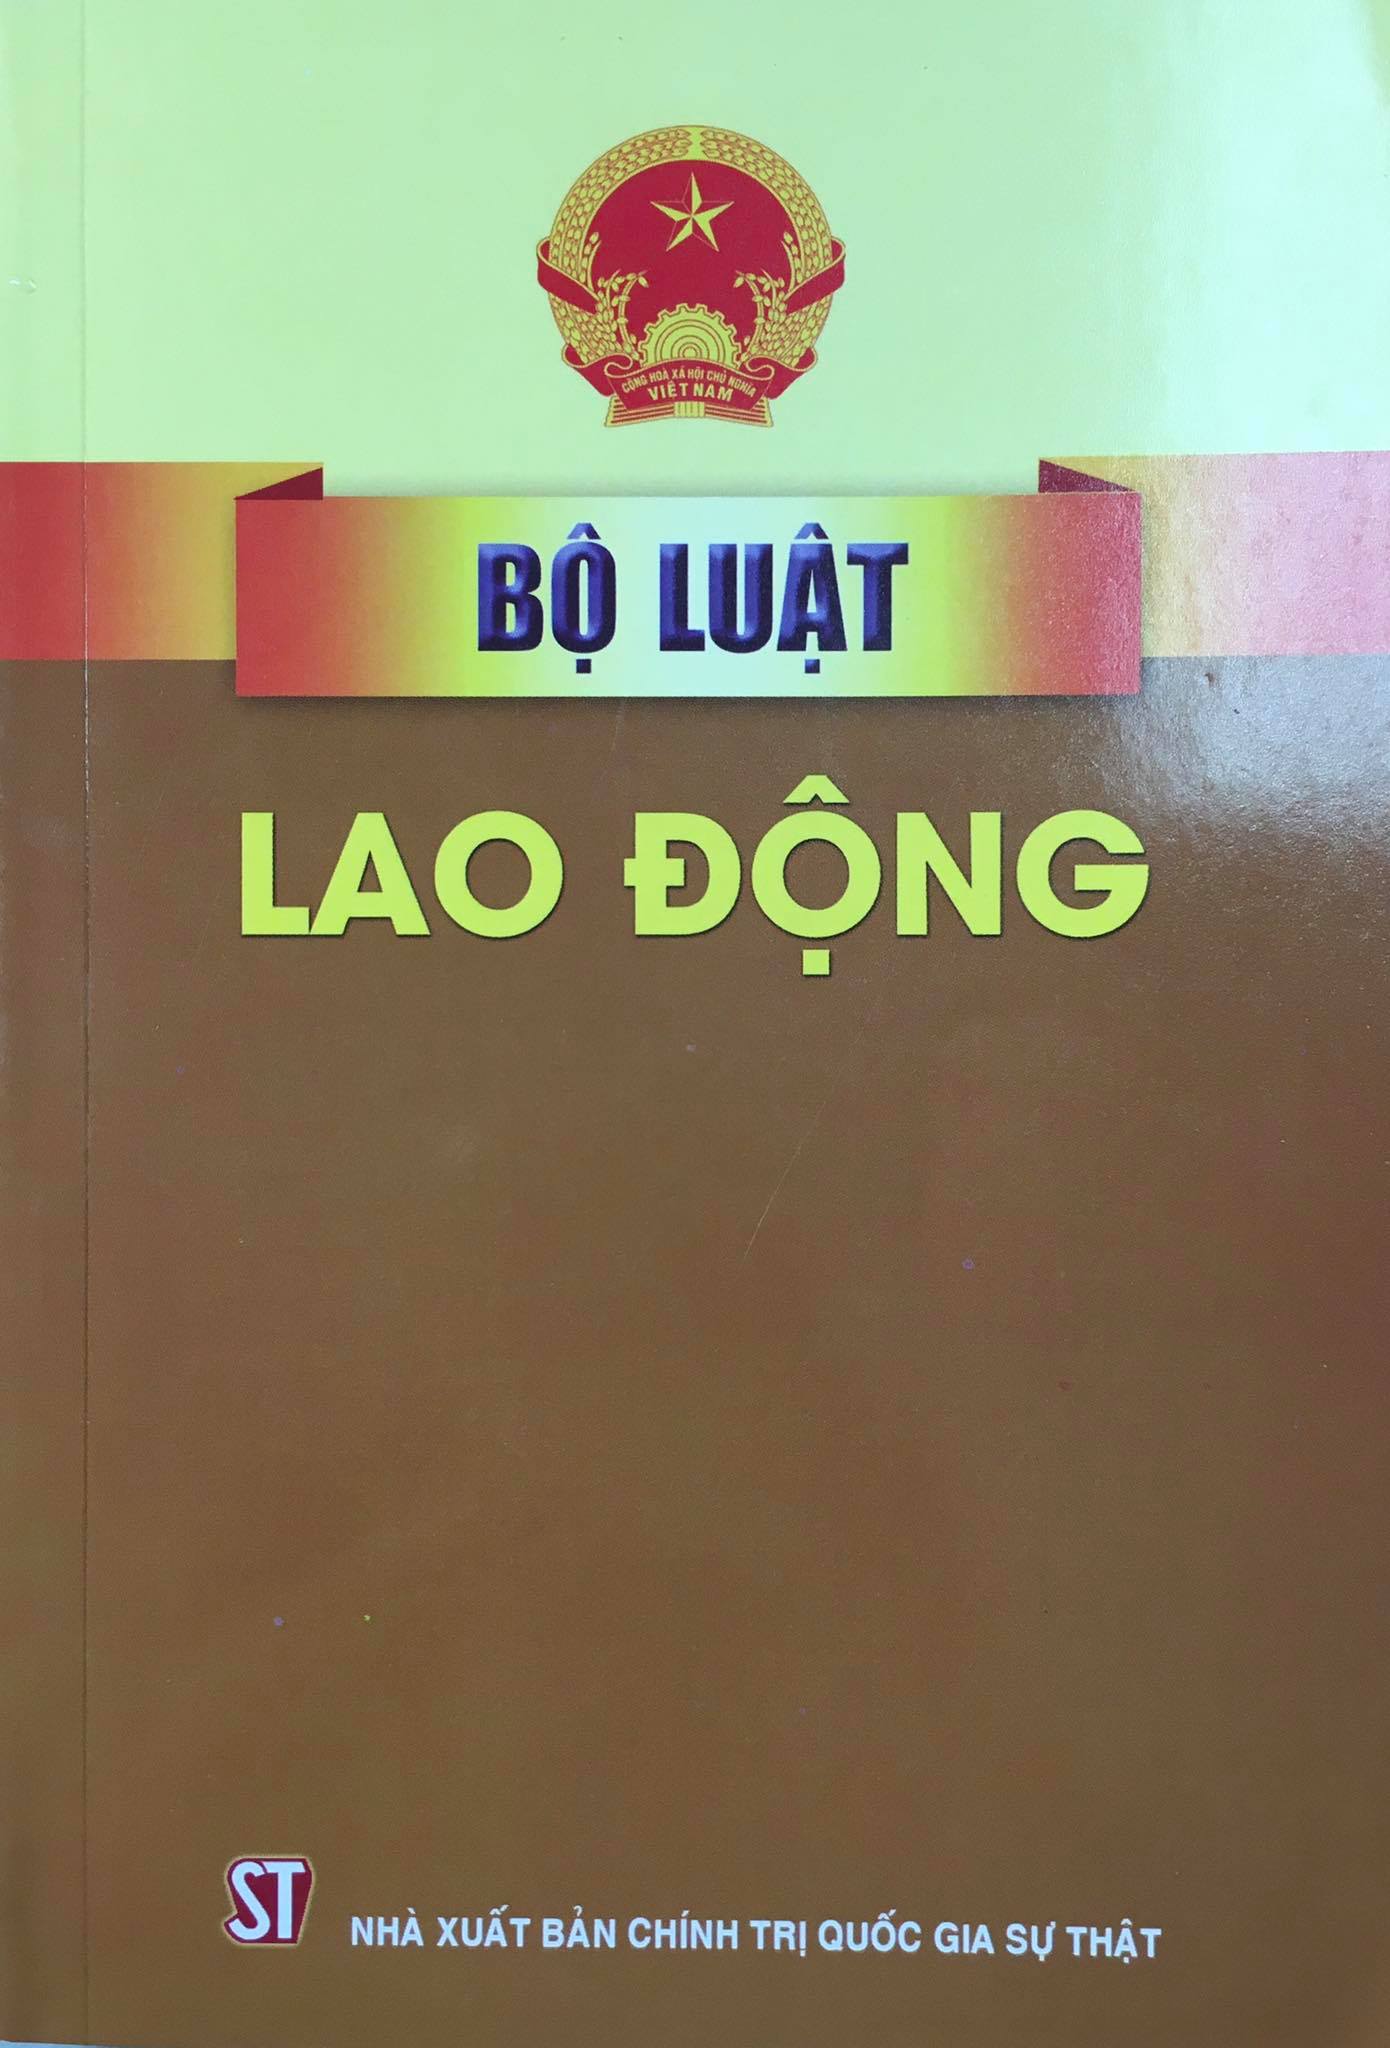 CỘNG HOÀ XÃ HỘI CHỦ NGHĨA
VIỆT NAM
BỘ LUẬT
LAO ĐỘNG
ST
NHÀ XUẤT BẢN CHÍNH TRỊ QUỐC GIA SỰ THẬT